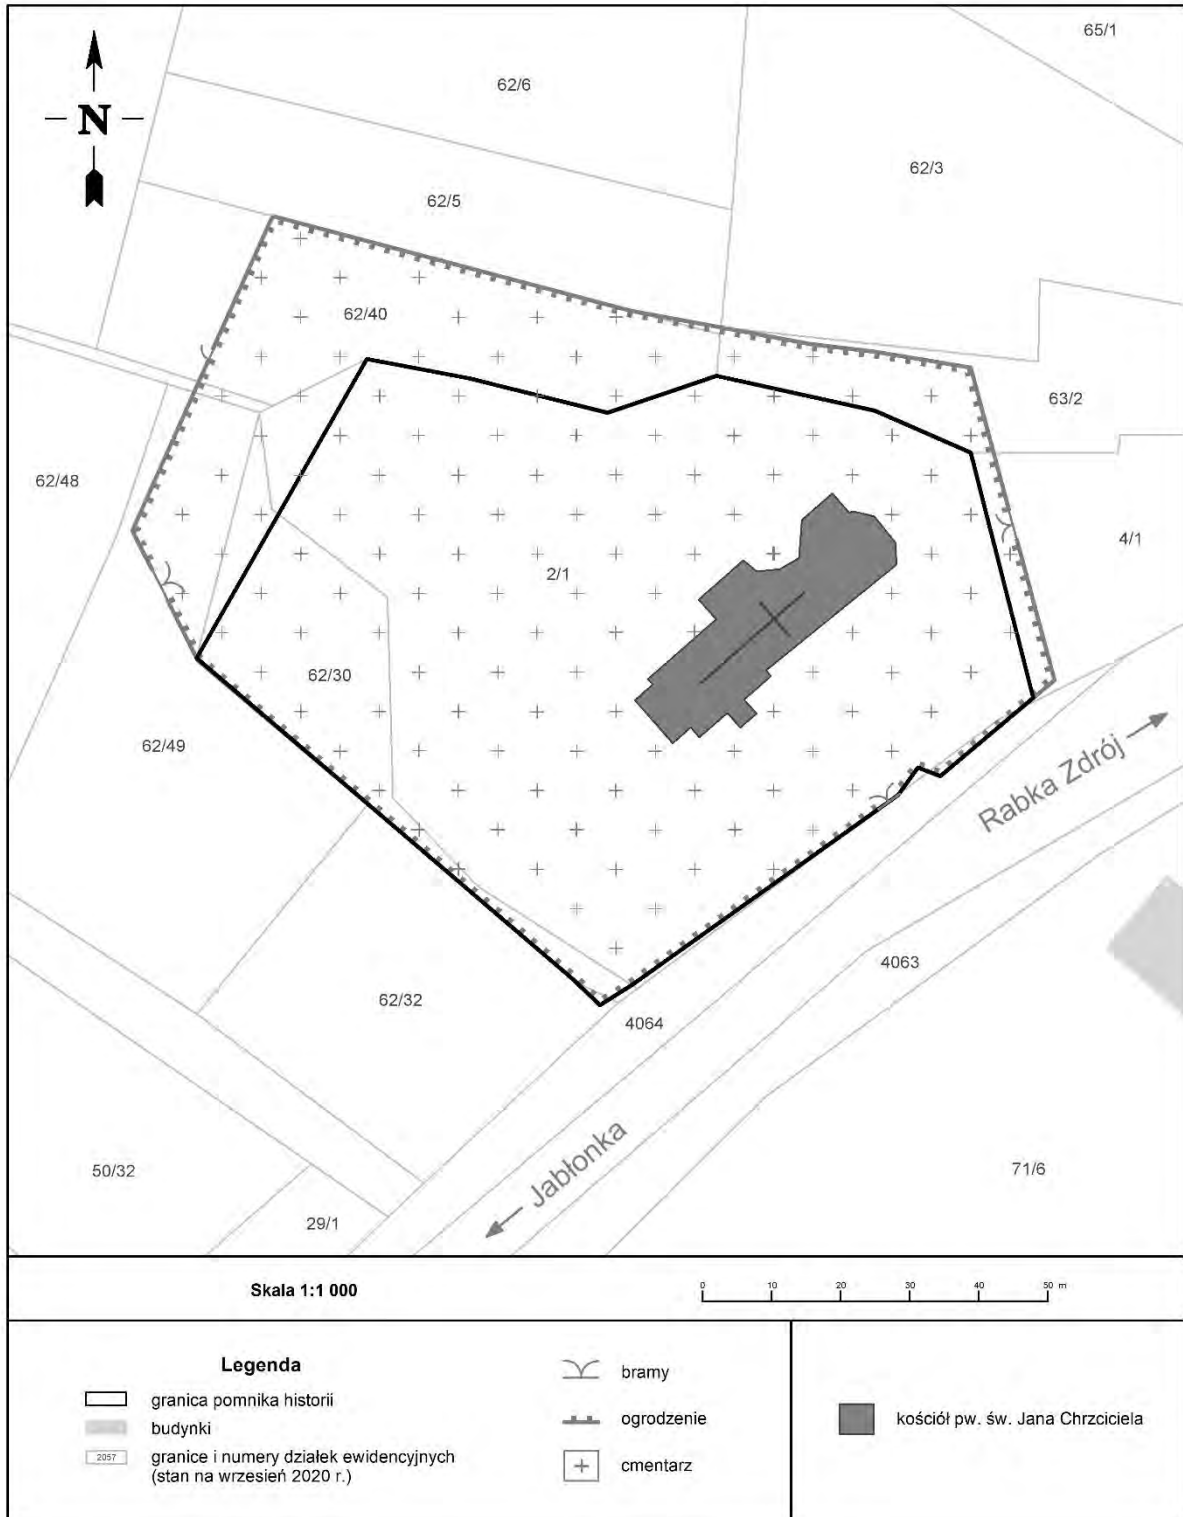 65/1
62/6
N
62/3
62/5
62/40
63/2
62/48
4/1
2/1
62/30
62/49
Rabka Zdrój
4063
62/32
4064
Jabłonka
50/32
71/6
29/1
Skala 1:1 000
0 10 20 30 40 50 m
Legenda
granica pomnika historii
budynki
2057
granice i numery działek ewidencyjnych
(stan na wrzesień 2020 r.)
bramy
ogrodzenie
cmentarz
kościół pw. św. Jana Chrzciciela